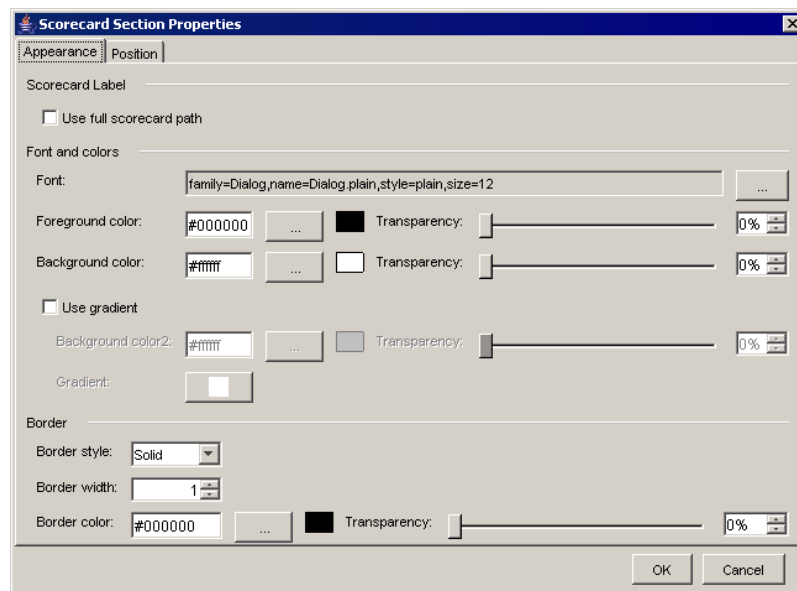 Scorecard Section Properties
Appearance Position
Scorecard Label
Use full scorecard path
Font and colors
Font: family=Dialog,name=Dialog.plain,style=plain,size=12 ...
Foreground color: #000000 ... Transparency: 0%
Background color: #ffffff ... Transparency: 0%
Use gradient
Background color2: #ffffff ... Transparency: 0%
Gradient:
Border
Border style: Solid
Border width: 1
Border color: #000000 ... Transparency: 0%
OK Cancel